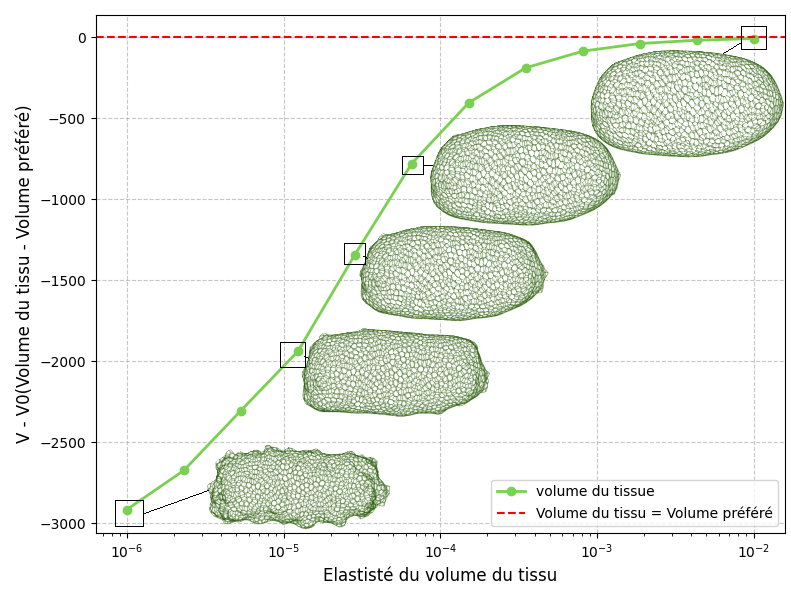 0
−500
−1000
−1500
−2000
−2500
−3000
V - V0(Volume du tissu - Volume préféré)
volume du tissue
Volume du tissu = Volume préféré
10⁻⁶ 10⁻⁵ 10⁻⁴ 10⁻³ 10⁻²
Elastisté du volume du tissu